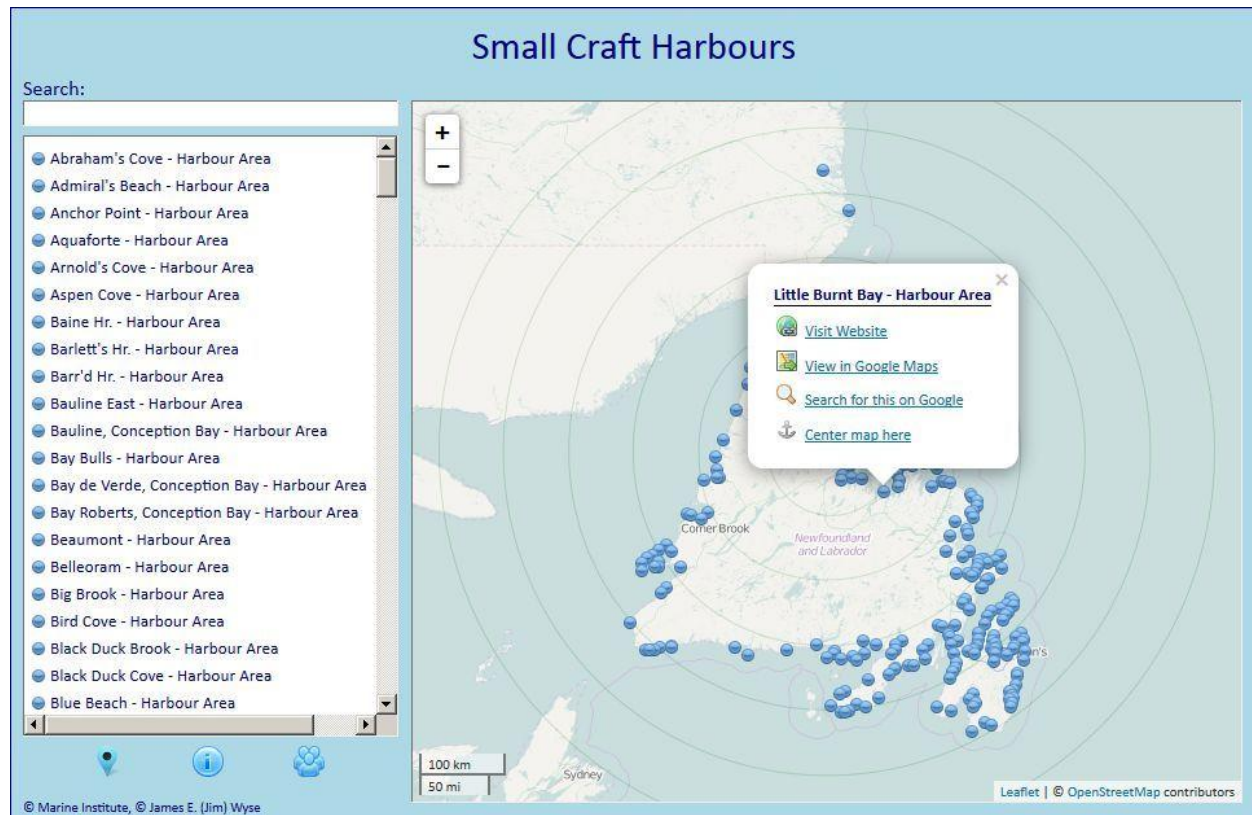 Small Craft Harbours
Search:
Abraham's Cove - Harbour Area
Admiral's Beach - Harbour Area
Anchor Point - Harbour Area
Aquaforte - Harbour Area
Arnold's Cove - Harbour Area
Aspen Cove - Harbour Area
Baine Hr. - Harbour Area
Barlett's Hr. - Harbour Area
Barr'd Hr. - Harbour Area
Bauline East - Harbour Area
Bauline, Conception Bay - Harbour Area
Bay Bulls - Harbour Area
Bay de Verde, Conception Bay - Harbour Area
Bay Roberts, Conception Bay - Harbour Area
Beaumont - Harbour Area
Belleoram - Harbour Area
Big Brook - Harbour Area
Bird Cove - Harbour Area
Black Duck Brook - Harbour Area
Black Duck Cove - Harbour Area
Blue Beach - Harbour Area
© Marine Institute, © James E. (Jim) Wyse
+
−
Little Burnt Bay - Harbour Area
×
Visit Website
View in Google Maps
Search for this on Google
Center map here
Corner Brook
Newfoundland
and Labrador
Sydney
100 km
50 mi
Leaflet | © OpenStreetMap contributors